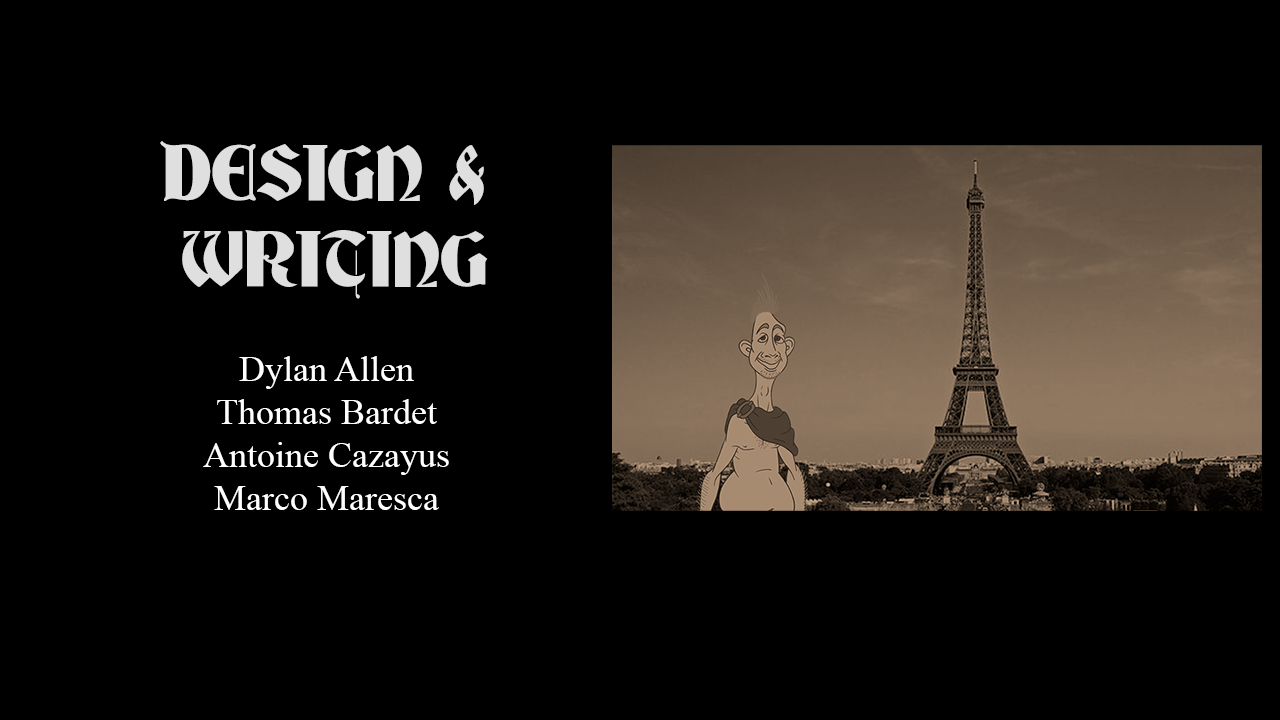 DESIGN &
WRITING
Dylan Allen
Thomas Bardet
Antoine Cazayus
Marco Maresca